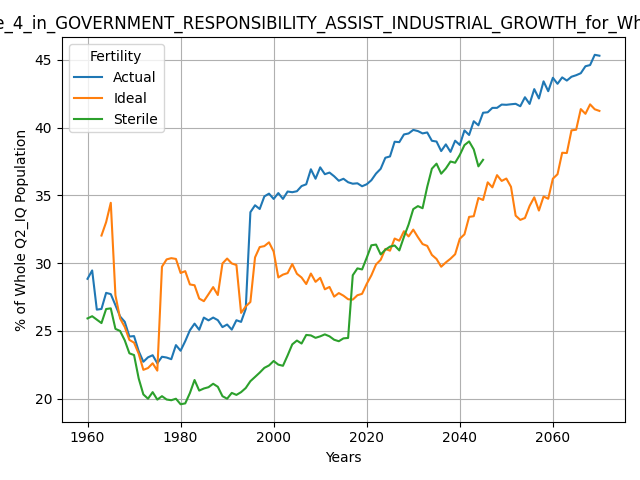 e_4_in_GOVERNMENT_RESPONSIBILITY_ASSIST_INDUSTRIAL_GROWTH_for_Wh
Fertility
Actual
Ideal
Sterile
% of Whole Q2_IQ Population
45
40
35
30
25
20
1960
1980
2000
2020
2040
2060
Years